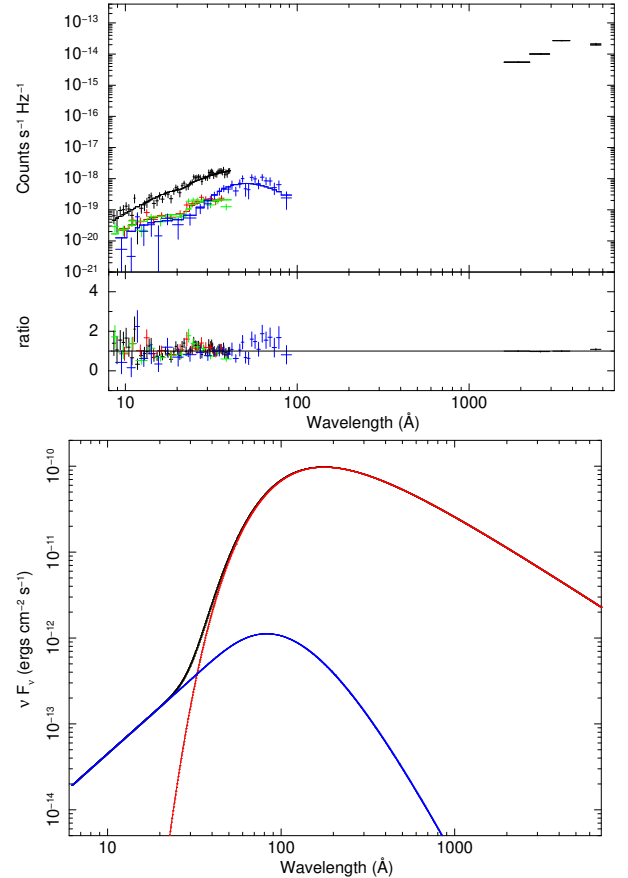 Counts s⁻¹ Hz⁻¹
10⁻¹³
10⁻¹⁴
10⁻¹⁵
10⁻¹⁶
10⁻¹⁷
10⁻¹⁸
10⁻¹⁹
10⁻²⁰
10⁻²¹
ratio
4
2
0
10 100 1000
Wavelength (Å)
ν Fᵥ (ergs cm⁻² s⁻¹)
10⁻¹⁰
10⁻¹¹
10⁻¹²
10⁻¹³
10⁻¹⁴
10 100 1000
Wavelength (Å)